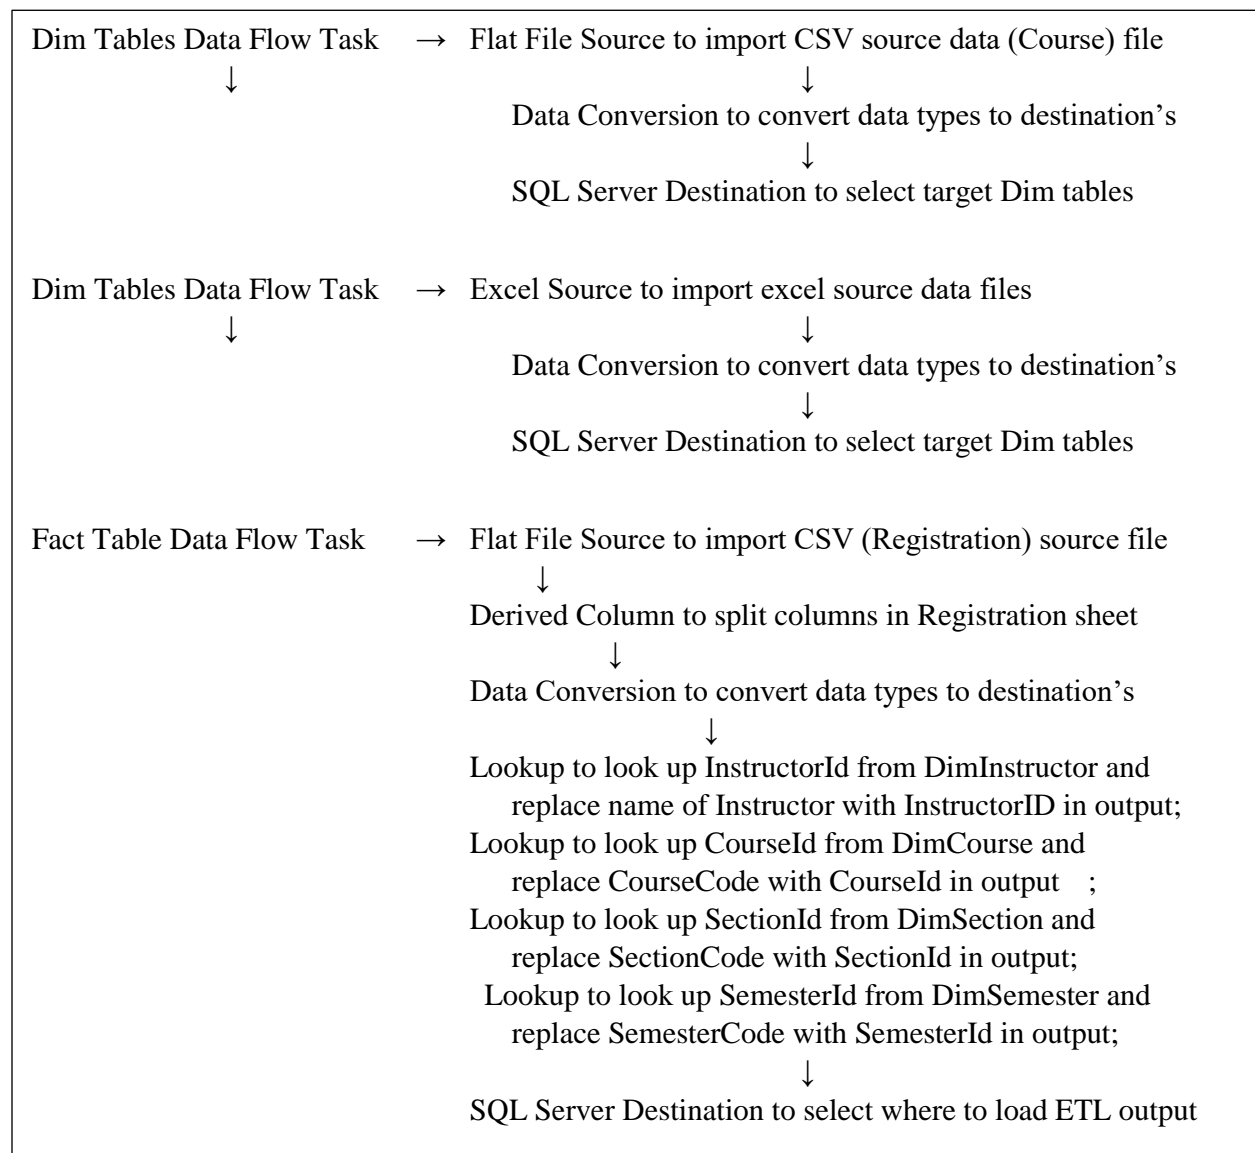 Dim Tables Data Flow Task → Flat File Source to import CSV source data (Course) file
↓ ↓
Data Conversion to convert data types to destination’s
↓
SQL Server Destination to select target Dim tables
Dim Tables Data Flow Task → Excel Source to import excel source data files
↓ ↓
Data Conversion to convert data types to destination’s
↓
SQL Server Destination to select target Dim tables
Fact Table Data Flow Task → Flat File Source to import CSV (Registration) source file
↓
Derived Column to split columns in Registration sheet
↓
Data Conversion to convert data types to destination’s
↓
Lookup to look up InstructorId from DimInstructor and
replace name of Instructor with InstructorID in output;
Lookup to look up CourseId from DimCourse and
replace CourseCode with CourseId in output ;
Lookup to look up SectionId from DimSection and
replace SectionCode with SectionId in output;
Lookup to look up SemesterId from DimSemester and
replace SemesterCode with SemesterId in output;
↓
SQL Server Destination to select where to load ETL output